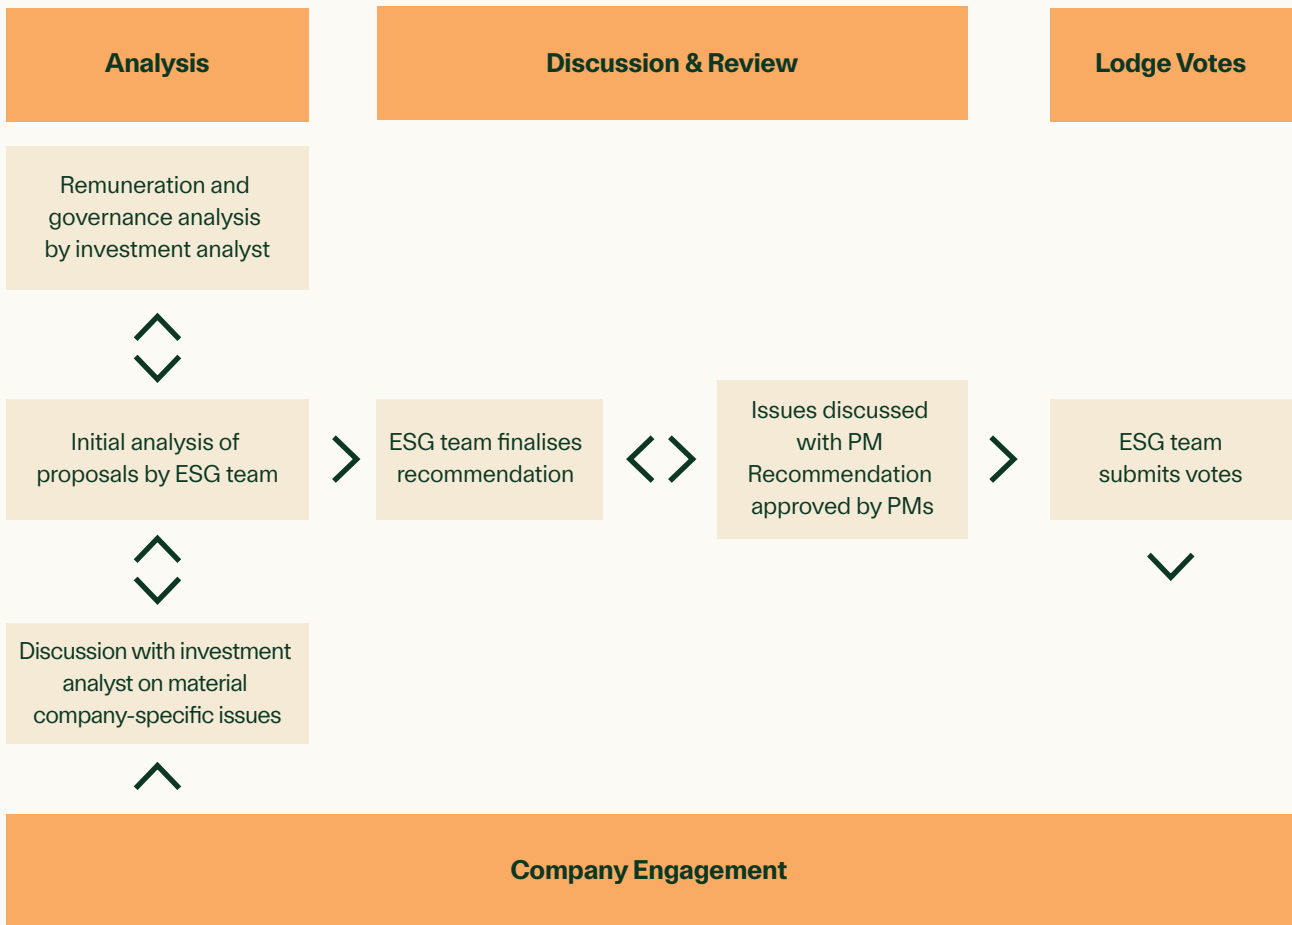 Analysis
Discussion & Review
Lodge Votes
Remuneration and
governance analysis
by investment analyst
Initial analysis of
proposals by ESG team
ESG team finalises
recommendation
Issues discussed
with PM
Recommendation
approved by PMs
ESG team
submits votes
Discussion with investment
analyst on material
company-specific issues
Company Engagement